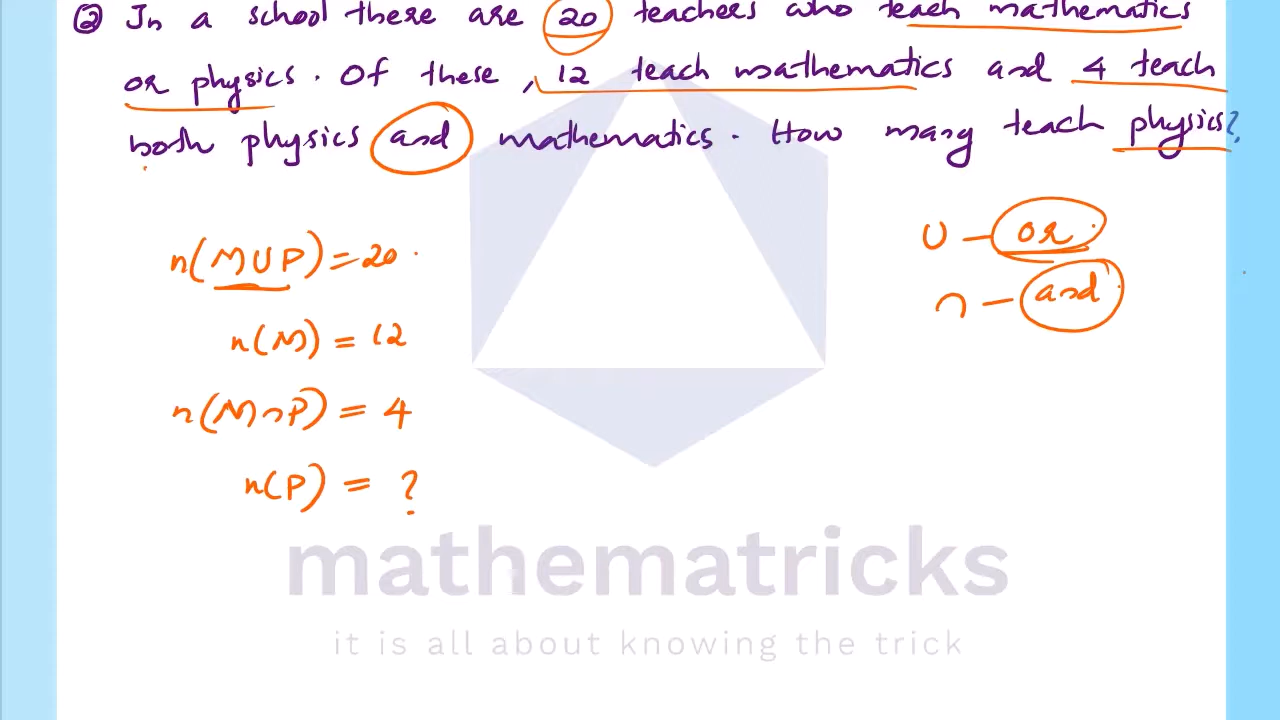 ② In a school there are 20 teachers who teach mathematics
or physics. Of these, 12 teach mathematics and 4 teach
both physics and mathematics. How many teach physics?
n(M∪P)=20
n(M) = 12
n(M∩P) = 4
n(P) = ?
∪ – or
∩ – and
mathematricks
it is all about knowing the trick